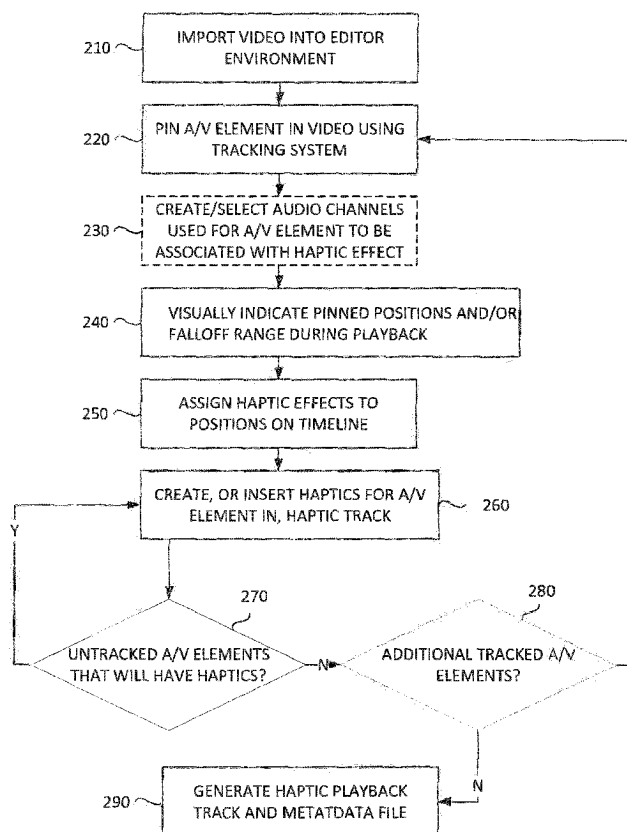 210
IMPORT VIDEO INTO EDITOR
ENVIRONMENT
220
PIN A/V ELEMENT IN VIDEO USING
TRACKING SYSTEM
230
CREATE/SELECT AUDIO CHANNELS
USED FOR A/V ELEMENT TO BE
ASSOCIATED WITH HAPTIC EFFECT
240
VISUALLY INDICATE PINNED POSITIONS AND/OR
FALLOFF RANGE DURING PLAYBACK
250
ASSIGN HAPTIC EFFECTS TO
POSITIONS ON TIMELINE
CREATE, OR INSERT HAPTICS FOR A/V
ELEMENT IN, HAPTIC TRACK
260
Y
270
UNTRACKED A/V ELEMENTS
THAT WILL HAVE HAPTICS?
N
280
ADDITIONAL TRACKED A/V
ELEMENTS?
N
290
GENERATE HAPTIC PLAYBACK
TRACK AND METATDATA FILE